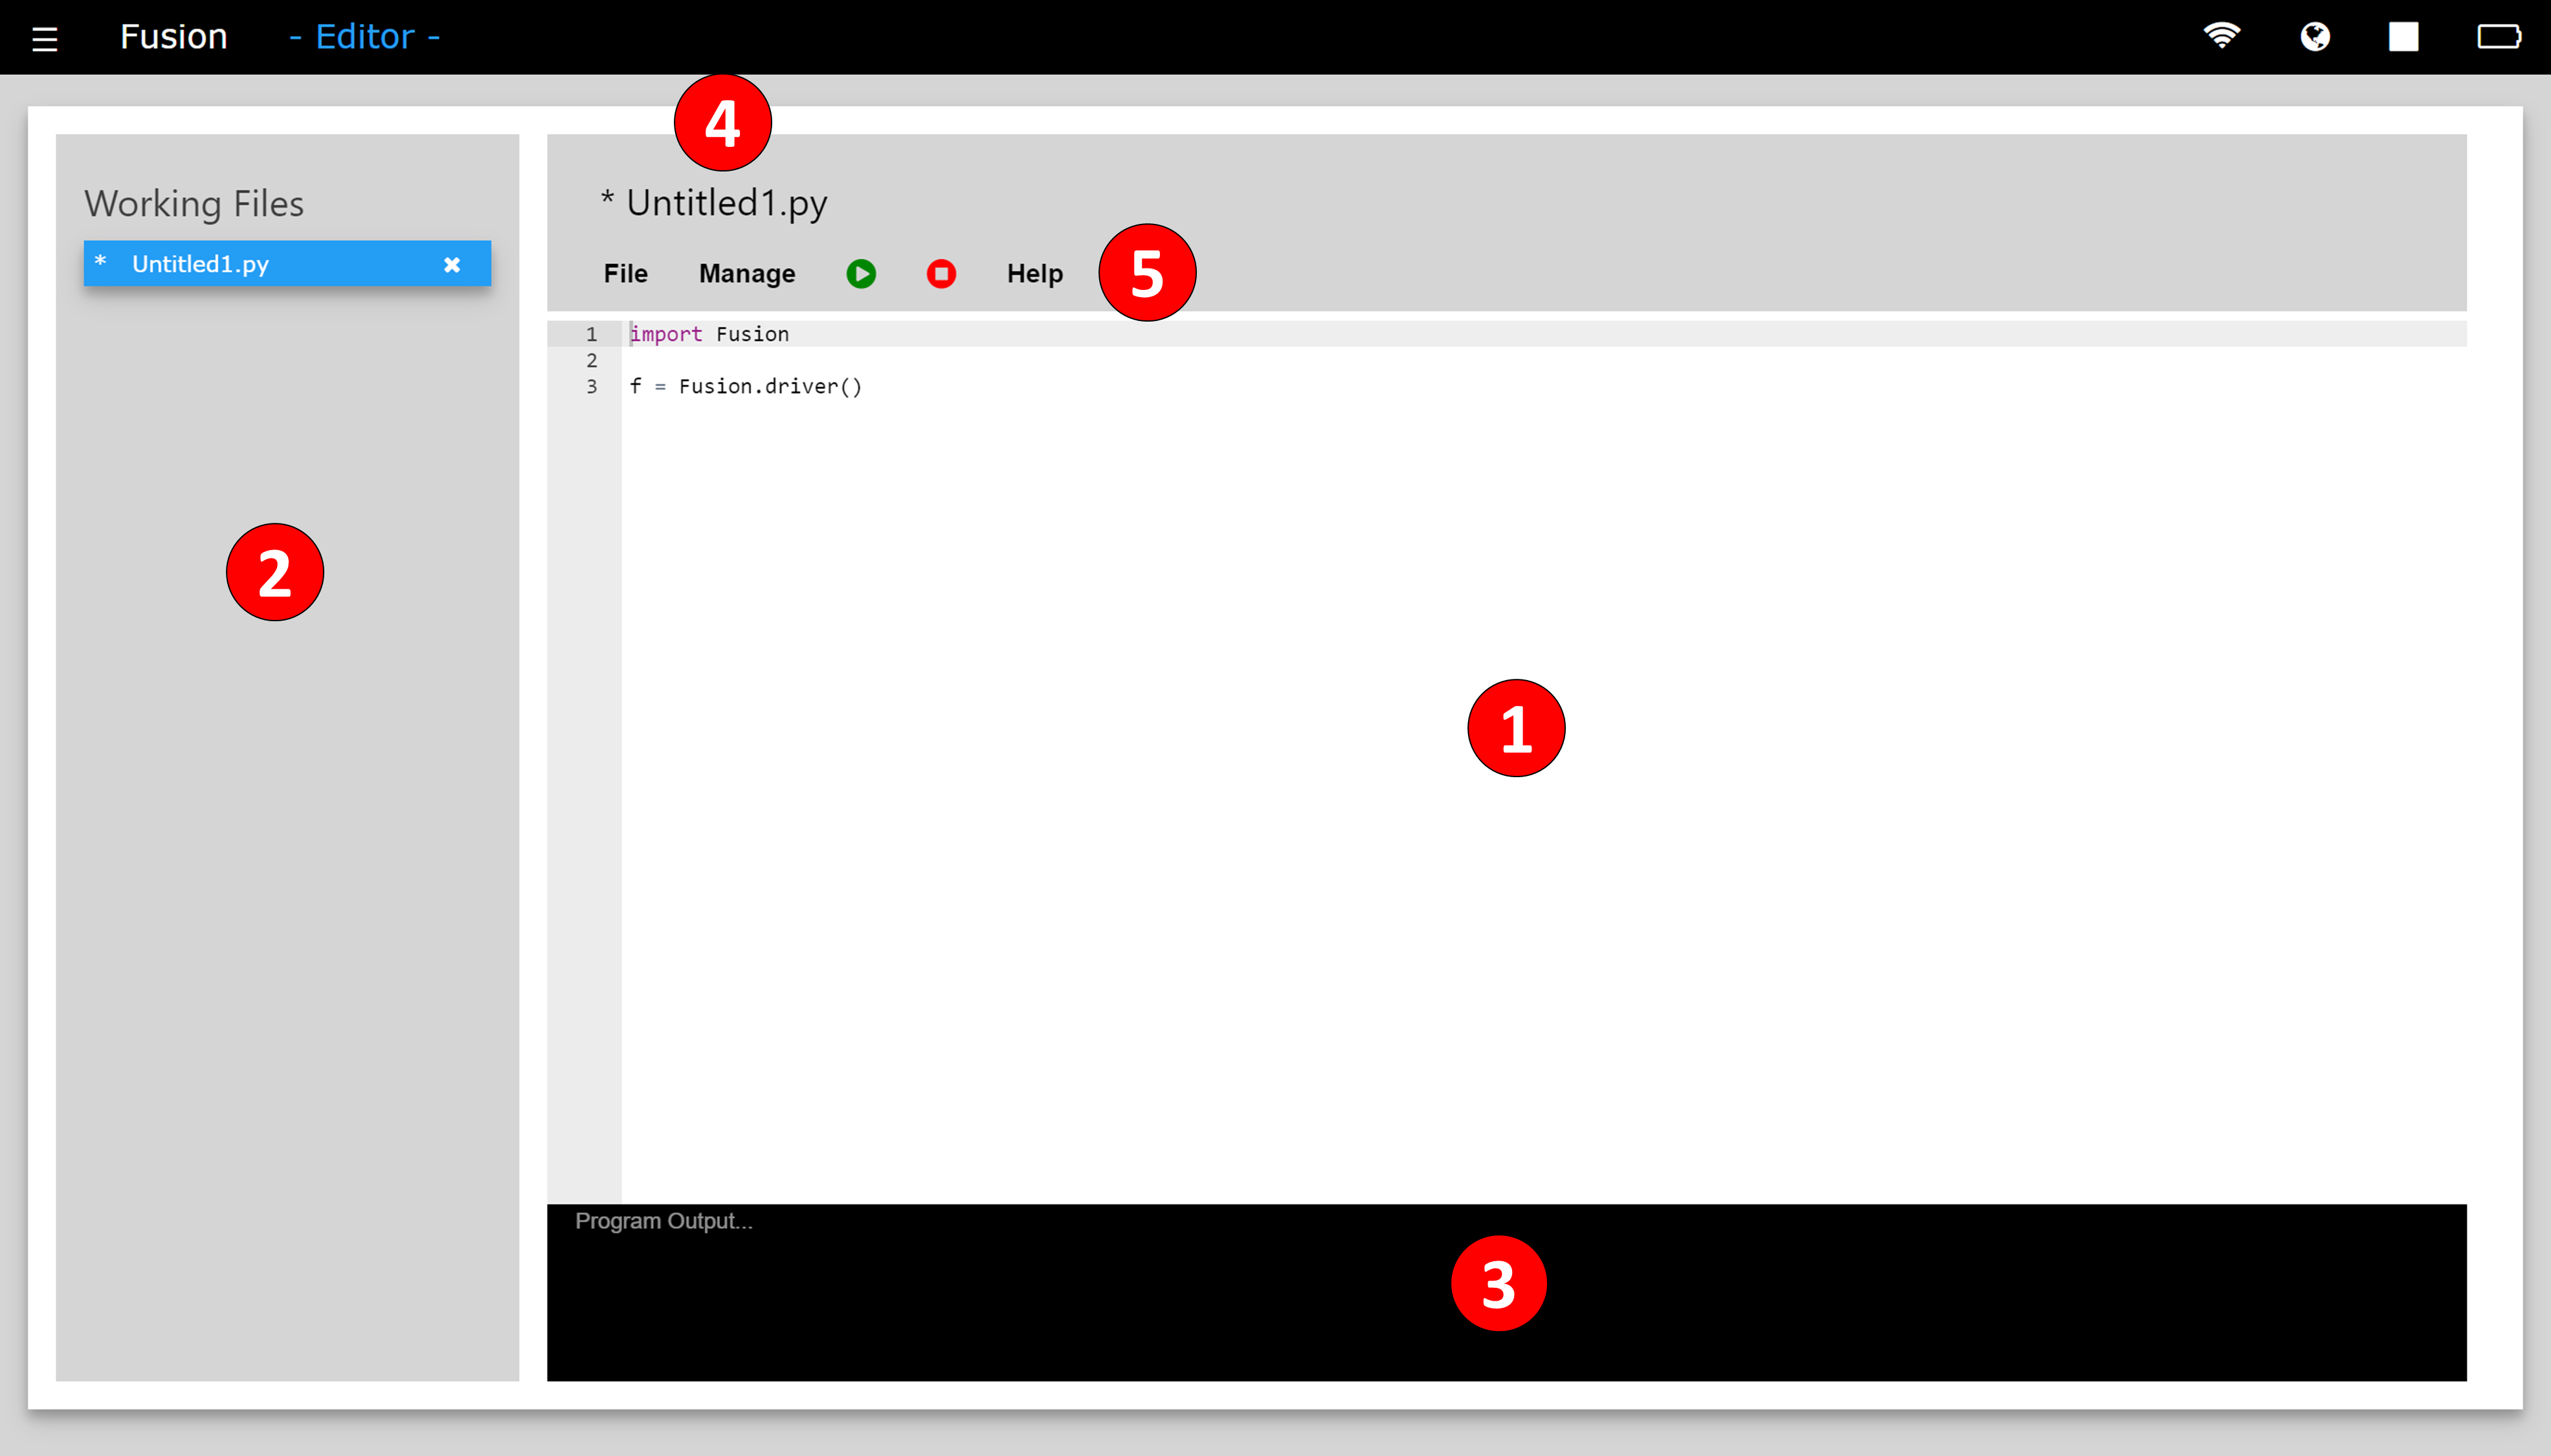 Fusion - Editor -
4
Working Files
* Untitled1.py
* Untitled1.py
File Manage Help
5
1 import Fusion
2
3 f = Fusion.driver()
2
1
Program Output...
3